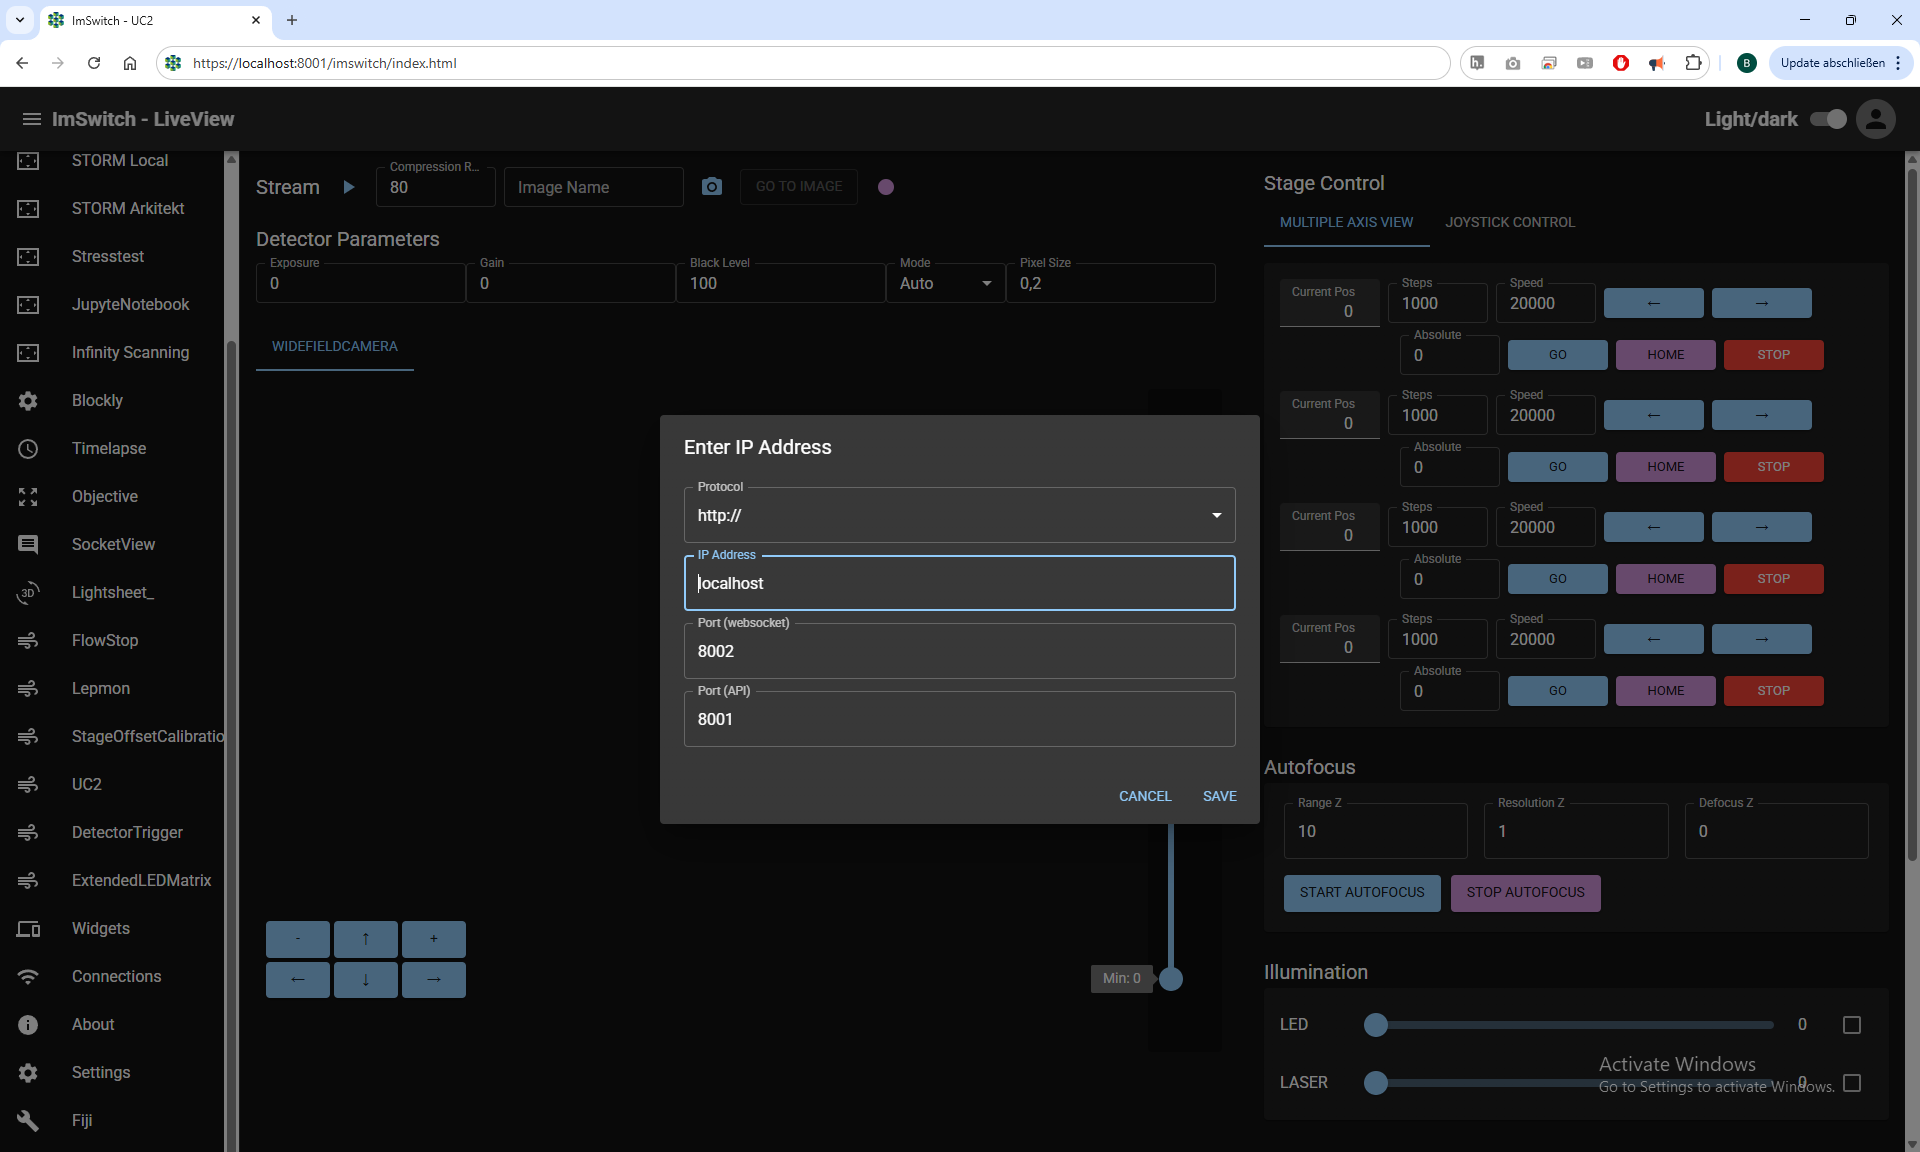 ImSwitch - UC2
https://localhost:8001/imswitch/index.html
B
Update abschließen
ImSwitch - LiveView
Light/dark
STORM Local
STORM Arkitekt
Stresstest
JupyteNotebook
Infinity Scanning
Blockly
Timelapse
Objective
SocketView
3D
Lightsheet_
FlowStop
Lepmon
StageOffsetCalibratio
UC2
DetectorTrigger
ExtendedLEDMatrix
Widgets
Connections
About
Settings
Fiji
Stream
Compression R...
80
Image Name
GO TO IMAGE
Detector Parameters
Exposure
0
Gain
0
Black Level
100
Mode
Auto
Pixel Size
0,2
WIDEFIELDCAMERA
- ↑ +
← ↓ →
Min: 0
Enter IP Address
Protocol
http://
IP Address
localhost
Port (websocket)
8002
Port (API)
8001
CANCEL SAVE
Stage Control
MULTIPLE AXIS VIEW JOYSTICK CONTROL
Current Pos
0
Steps
1000
Speed
20000
← →
Absolute
0
GO HOME STOP
Current Pos
0
Steps
1000
Speed
20000
← →
Absolute
0
GO HOME STOP
Current Pos
0
Steps
1000
Speed
20000
← →
Absolute
0
GO HOME STOP
Current Pos
0
Steps
1000
Speed
20000
← →
Absolute
0
GO HOME STOP
Autofocus
Range Z
10
Resolution Z
1
Defocus Z
0
START AUTOFOCUS STOP AUTOFOCUS
Illumination
LED 0
LASER 0
Activate Windows
Go to Settings to activate Windows.